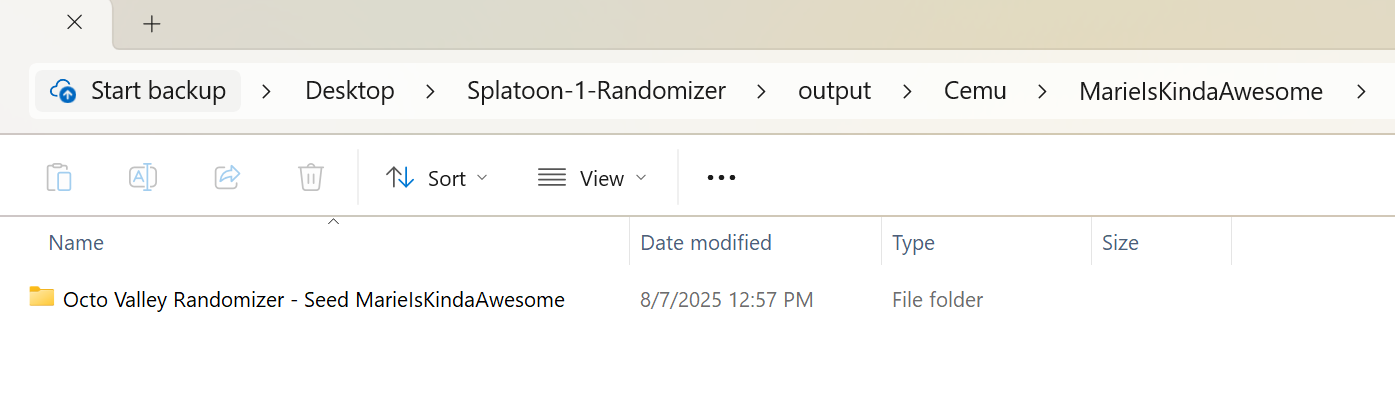 Start backup Desktop Splatoon-1-Randomizer output Cemu MarieIsKindaAwesome
Sort View
Name Date modified Type Size
Octo Valley Randomizer - Seed MarieIsKindaAwesome 8/7/2025 12:57 PM File folder